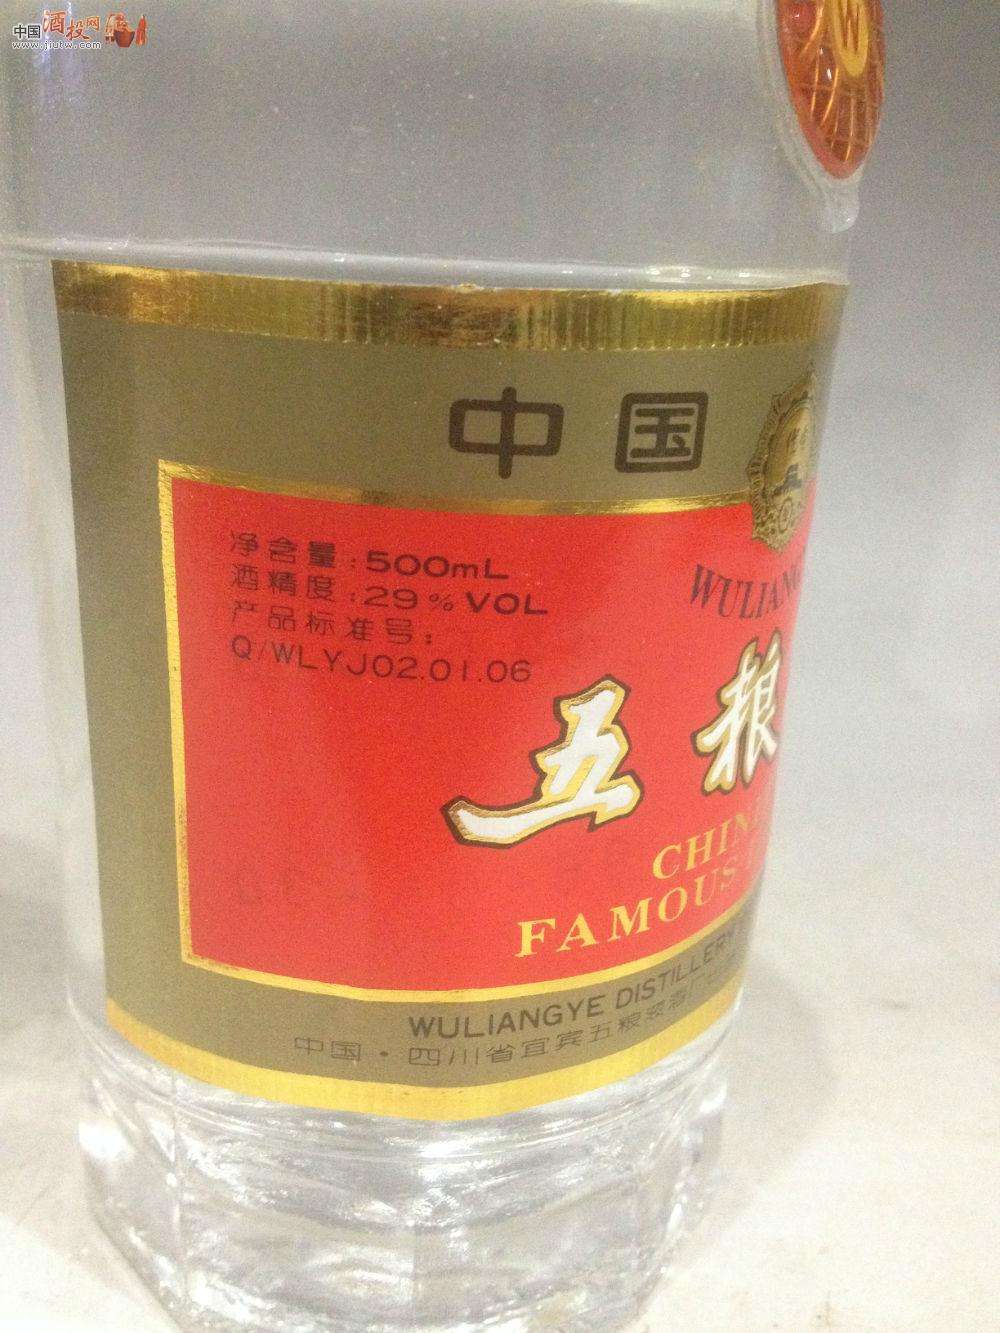 中国酒投网
www.jiutw.com
W
中国
净含量:500mL
酒精度:29%VOL
产品标准号:
Q/WLYJ02.01.06
WULIANG
五粮
CHIN
FAMOUS
WULIANGYE DISTILLERY
中国·四川省宜宾五粮液酒厂